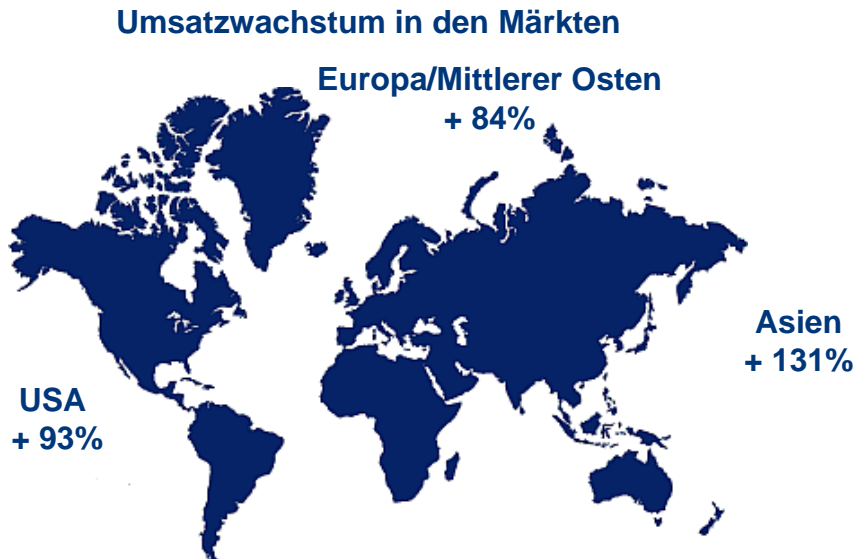 Umsatzwachstum in den Märkten
Europa/Mittlerer Osten
+ 84%
Asien
+ 131%
USA
+ 93%